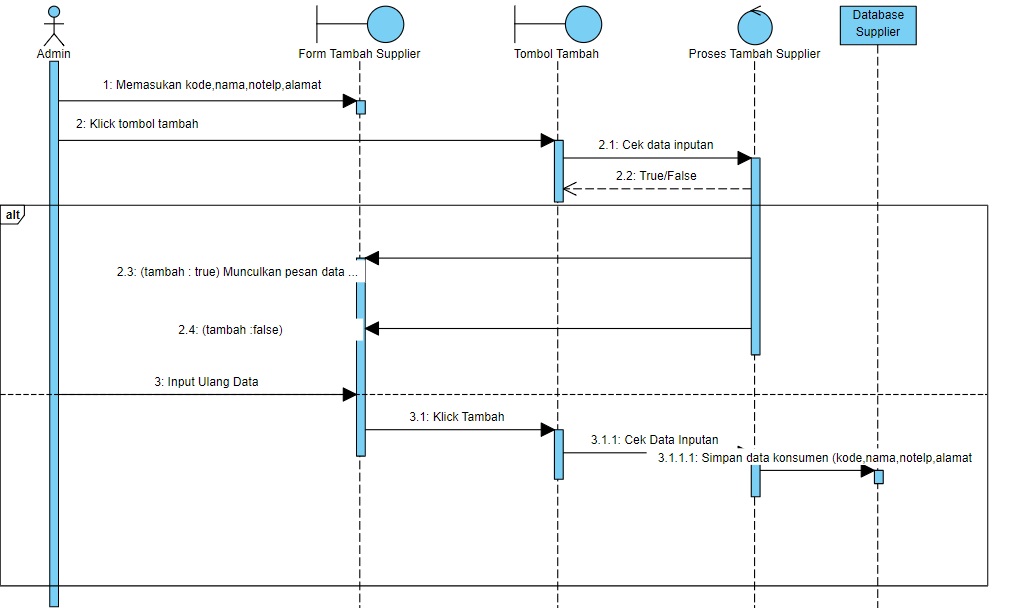 Admin
Form Tambah Supplier
Tombol Tambah
Proses Tambah Supplier
Database
Supplier
1: Memasukan kode,nama,notelp,alamat
2: Klick tombol tambah
2.1: Cek data inputan
2.2: True/False
alt
2.3: (tambah : true) Munculkan pesan data ...
2.4: (tambah :false)
3: Input Ulang Data
3.1: Klick Tambah
3.1.1: Cek Data Inputan
3.1.1.1: Simpan data konsumen (kode,nama,notelp,alamat